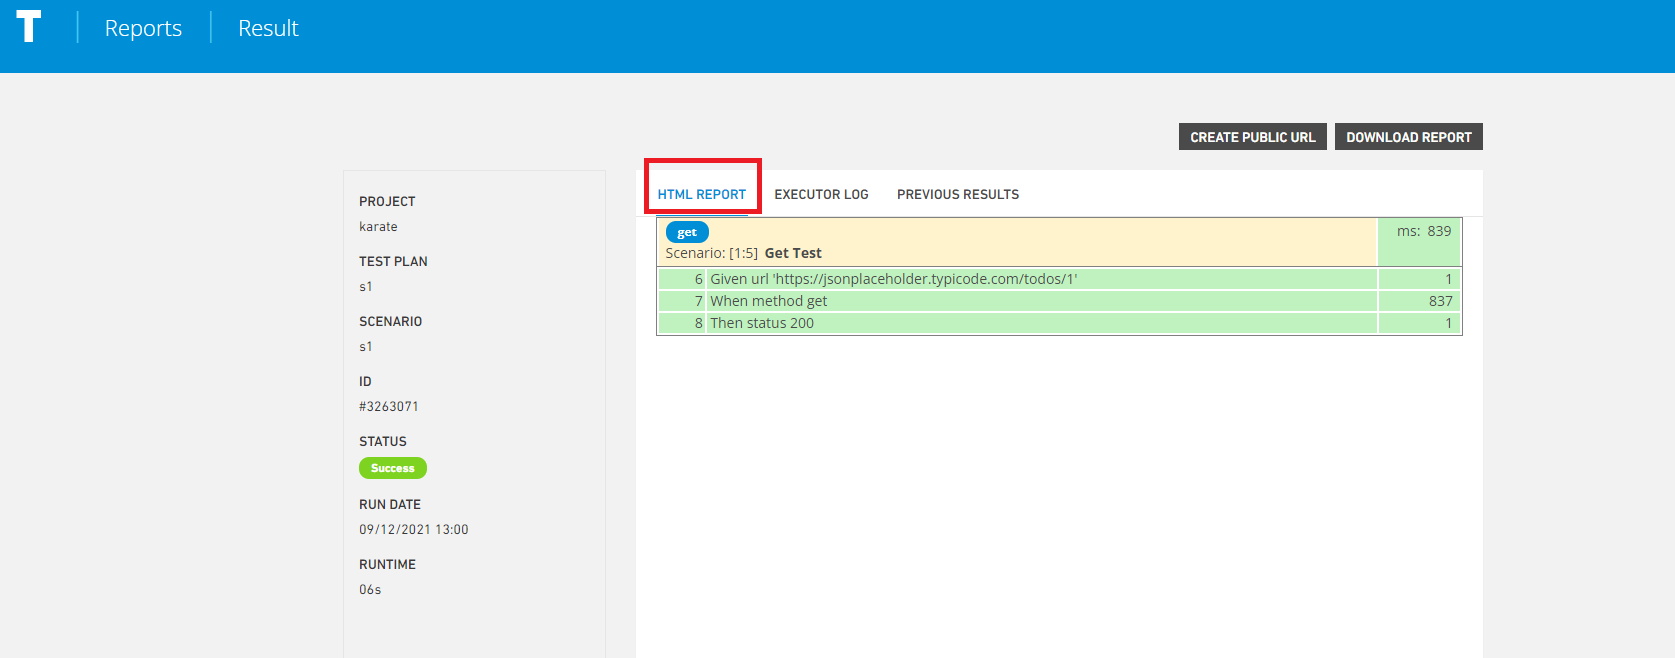 T Reports Result
CREATE PUBLIC URL DOWNLOAD REPORT
PROJECT
karate
TEST PLAN
s1
SCENARIO
s1
ID
#3263071
STATUS
Success
RUN DATE
09/12/2021 13:00
RUNTIME
06s
HTML REPORT EXECUTOR LOG PREVIOUS RESULTS
get ms: 839
Scenario: [1:5] Get Test
6 Given url 'https://jsonplaceholder.typicode.com/todos/1' 1
7 When method get 837
8 Then status 200 1